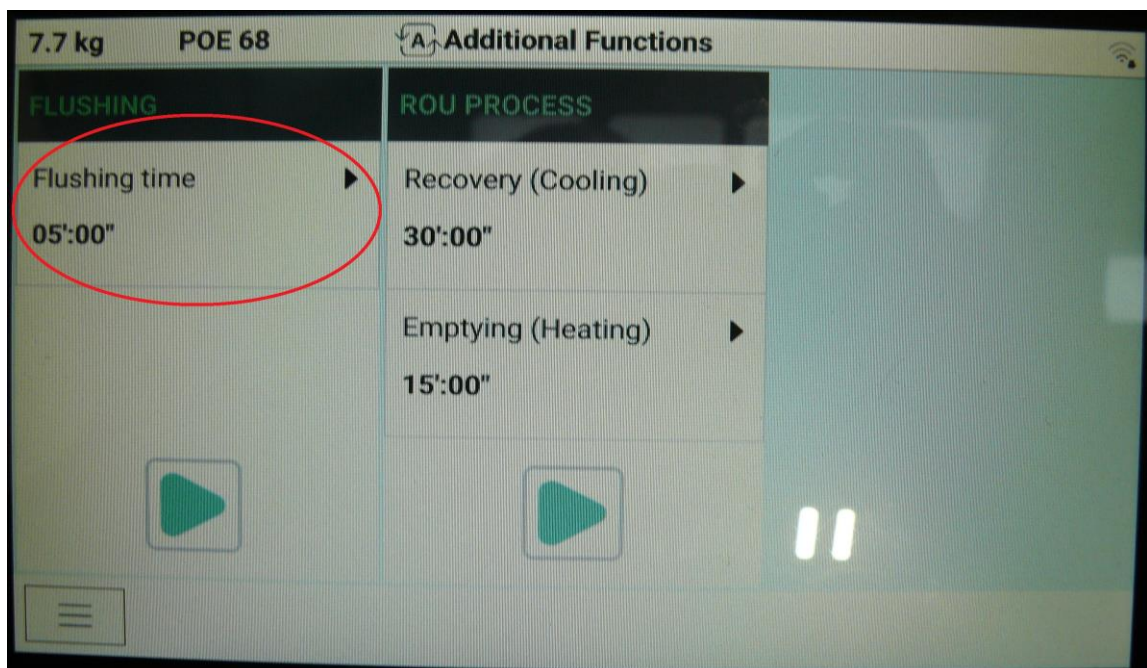 7.7 kg POE 68 A Additional Functions
FLUSHING
Flushing time
05':00"
ROU PROCESS
Recovery (Cooling)
30':00"
Emptying (Heating)
15':00"